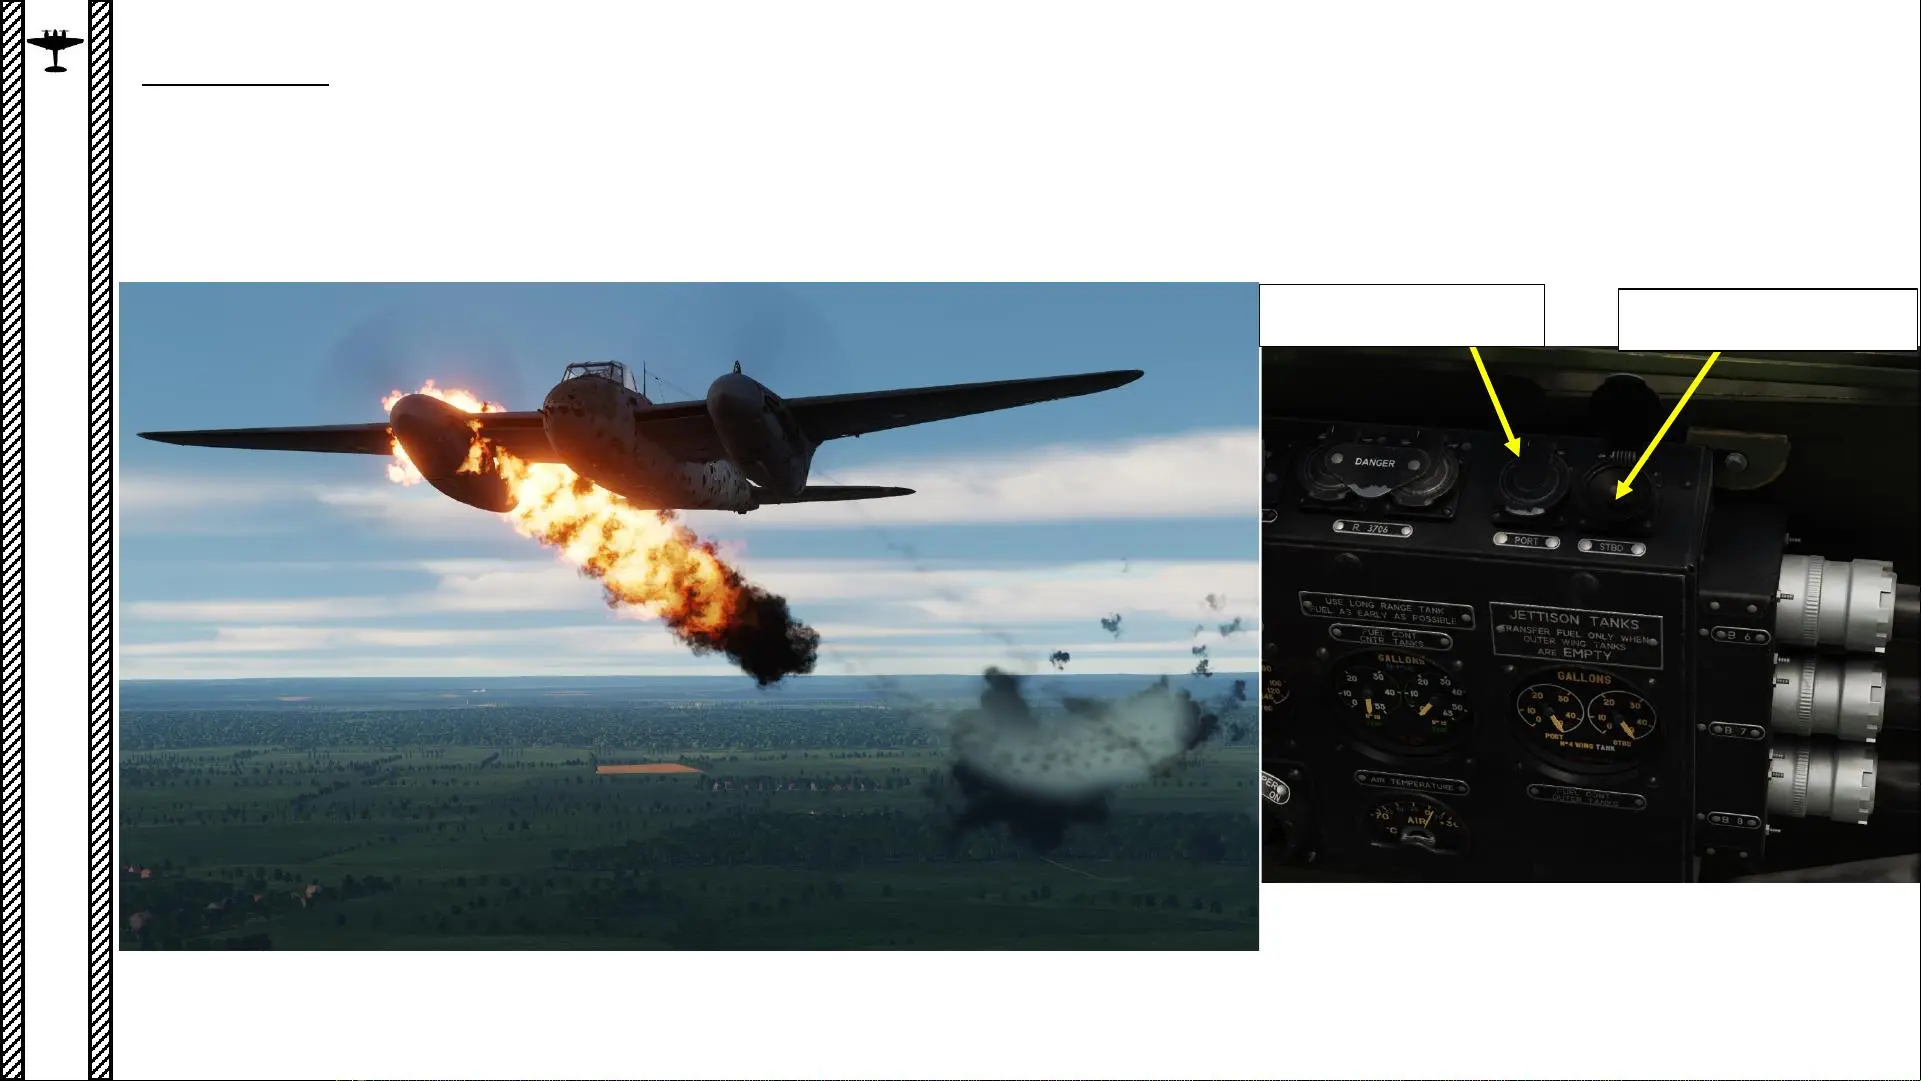 DANGER
R. 3706
PORT
STBD
USE LONG RANGE TANK
FUEL AS EARLY AS POSSIBLE
FUEL CONT
CNTR TANKS
GALLONS
JETTISON TANKS
TRANSFER FUEL ONLY WHEN
OUTER WING TANKS
ARE EMPTY
GALLONS
PORT
STBD
Nº4 WING TANK
B 6
B 7
B 8
AIR TEMPERATURE
AIR
°C
FUEL CONT
OUTER TANKS
ON